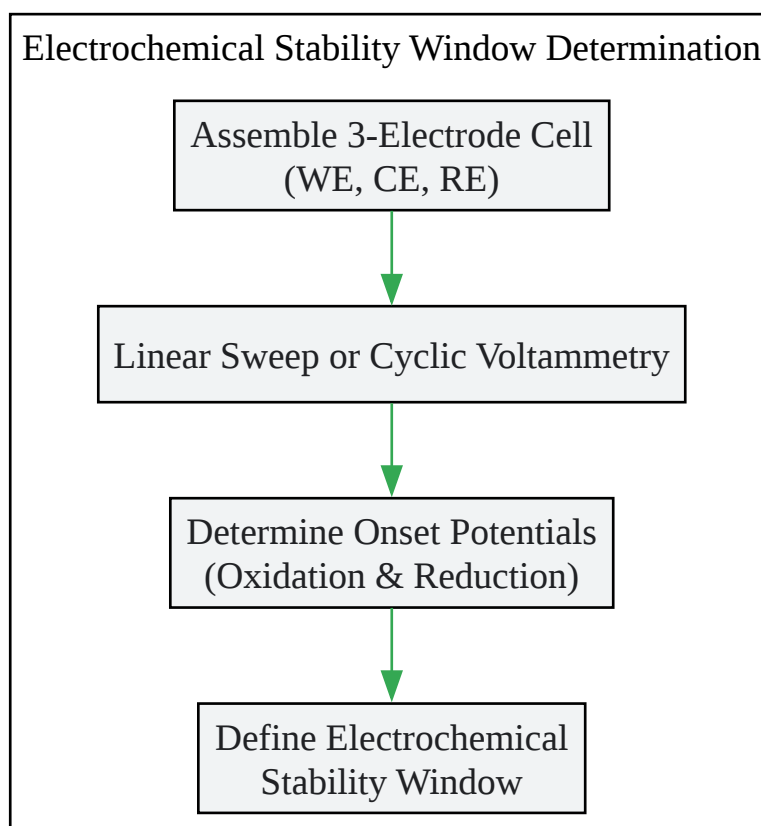 Electrochemical Stability Window Determination
Assemble 3-Electrode Cell
(WE, CE, RE)
Linear Sweep or Cyclic Voltammetry
Determine Onset Potentials
(Oxidation & Reduction)
Define Electrochemical
Stability Window